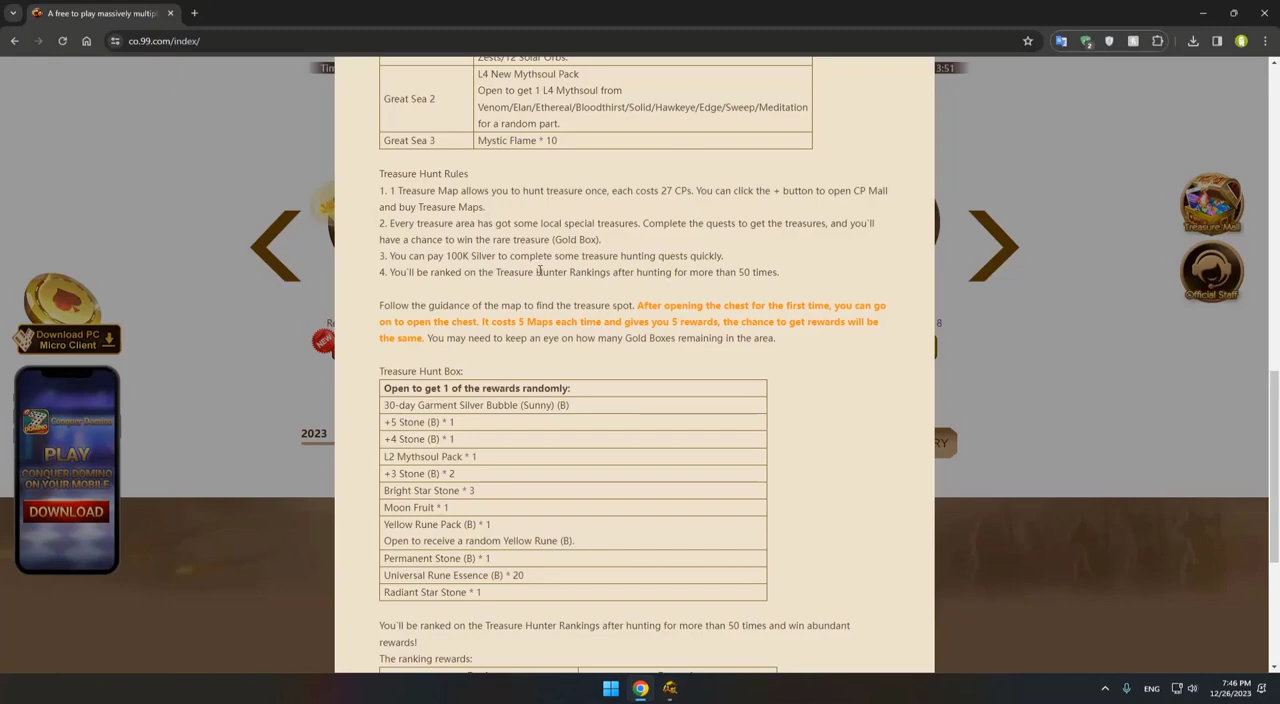 A free to play massively multipl
co.99.com/index/
Tim
3:51
Zests/12 Solar Orbs.
Great Sea 2
L4 New Mythsoul Pack
Open to get 1 L4 Mythsoul from
Venom/Elan/Ethereal/Bloodthirst/Solid/Hawkeye/Edge/Sweep/Meditation
for a random part.
Great Sea 3
Mystic Flame * 10
Treasure Hunt Rules
1. 1 Treasure Map allows you to hunt treasure once, each costs 27 CPs. You can click the + button to open CP Mall
and buy Treasure Maps.
2. Every treasure area has got some local special treasures. Complete the quests to get the treasures, and you`ll
have a chance to win the rare treasure (Gold Box).
3. You can pay 100K Silver to complete some treasure hunting quests quickly.
4. You`ll be ranked on the Treasure Hunter Rankings after hunting for more than 50 times.
Follow the guidance of the map to find the treasure spot. After opening the chest for the first time, you can go
on to open the chest. It costs 5 Maps each time and gives you 5 rewards, the chance to get rewards will be
the same. You may need to keep an eye on how many Gold Boxes remaining in the area.
Treasure Hunt Box:
Open to get 1 of the rewards randomly:
30-day Garment Silver Bubble (Sunny) (B)
+5 Stone (B) * 1
+4 Stone (B) * 1
L2 Mythsoul Pack * 1
+3 Stone (B) * 2
Bright Star Stone * 3
Moon Fruit * 1
Yellow Rune Pack (B) * 1
Open to receive a random Yellow Rune (B).
Permanent Stone (B) * 1
Universal Rune Essence (B) * 20
Radiant Star Stone * 1
You`ll be ranked on the Treasure Hunter Rankings after hunting for more than 50 times and win abundant
rewards!
The ranking rewards:
Download PC
Micro Client
NEW
Conquer Domino
PLAY
CONQUER DOMINO
ON YOUR MOBILE
DOWNLOAD
2023
Re
8
RY
Treasure Mall
Official Staff
ENG
7:46 PM
12/26/2023